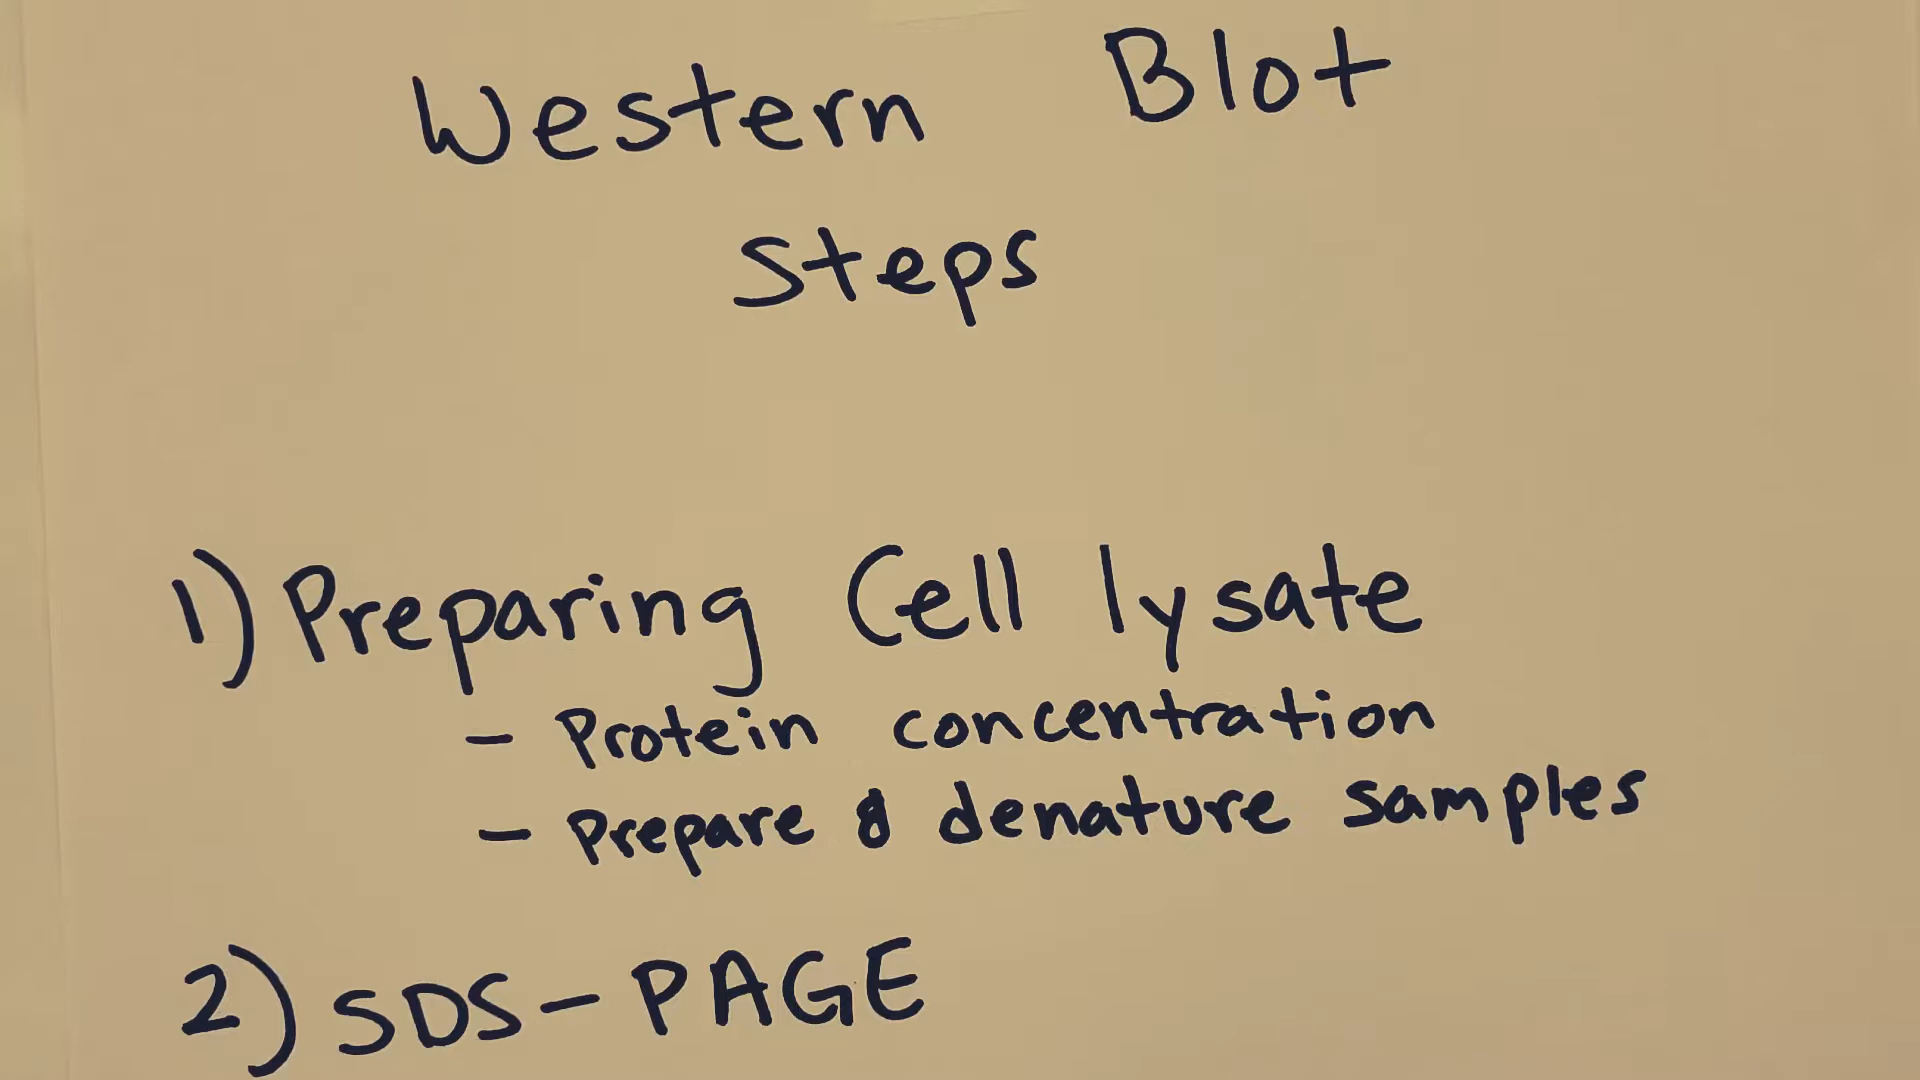 Western Blot
Steps
1) Preparing Cell lysate
- Protein concentration
- Prepare & denature samples
2) SDS-PAGE